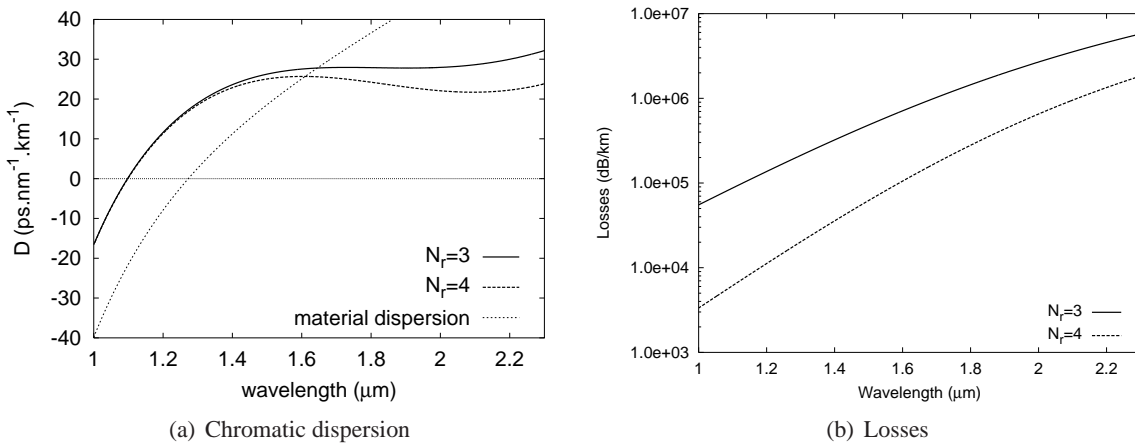 40
30
20
10
0
-10
-20
-30
-40
D (ps.nm-1.km-1)
Nr=3
Nr=4
material dispersion
1 1.2 1.4 1.6 1.8 2 2.2
wavelength (μm)
(a) Chromatic dispersion
1.0e+07
1.0e+06
1.0e+05
1.0e+04
1.0e+03
Losses (dB/km)
Nr=3
Nr=4
1 1.2 1.4 1.6 1.8 2 2.2
Wavelength (μm)
(b) Losses